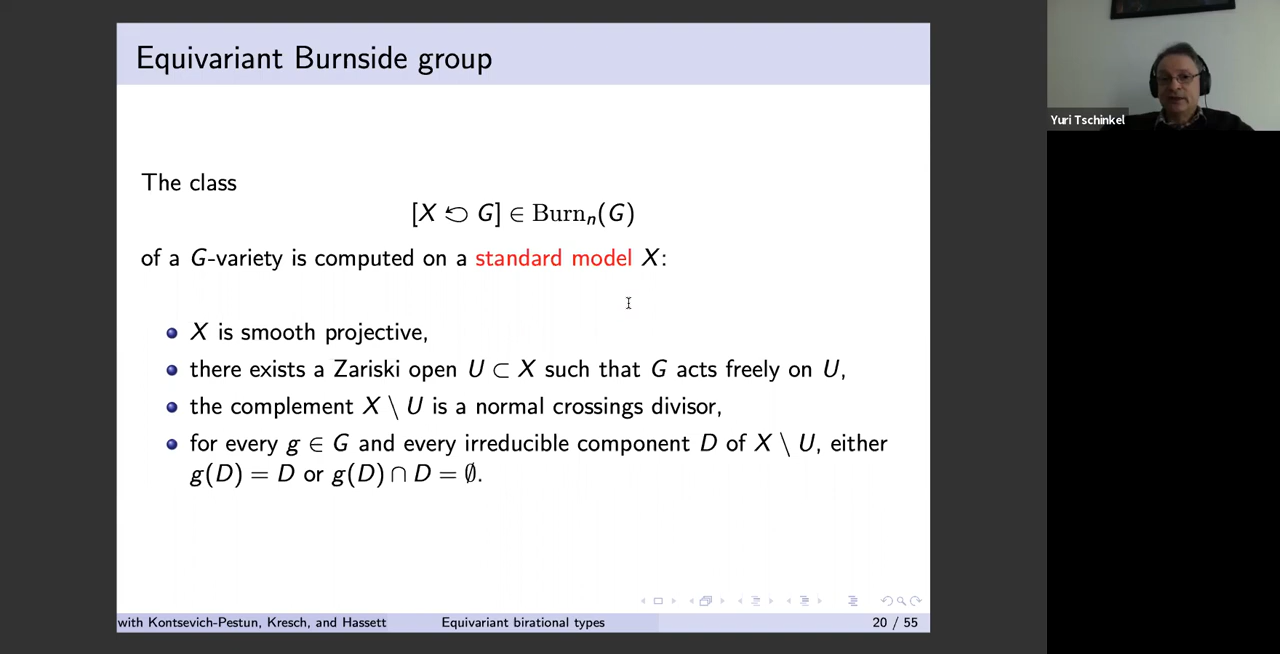 Equivariant Burnside group
The class
[X ↺ G] ∈ Burnₙ(G)
of a G-variety is computed on a standard model X:
X is smooth projective,
there exists a Zariski open U ⊂ X such that G acts freely on U,
the complement X \ U is a normal crossings divisor,
for every g ∈ G and every irreducible component D of X \ U, either
g(D) = D or g(D) ∩ D = ∅.
with Kontsevich-Pestun, Kresch, and Hassett Equivariant birational types 20 / 55
Yuri Tschinkel